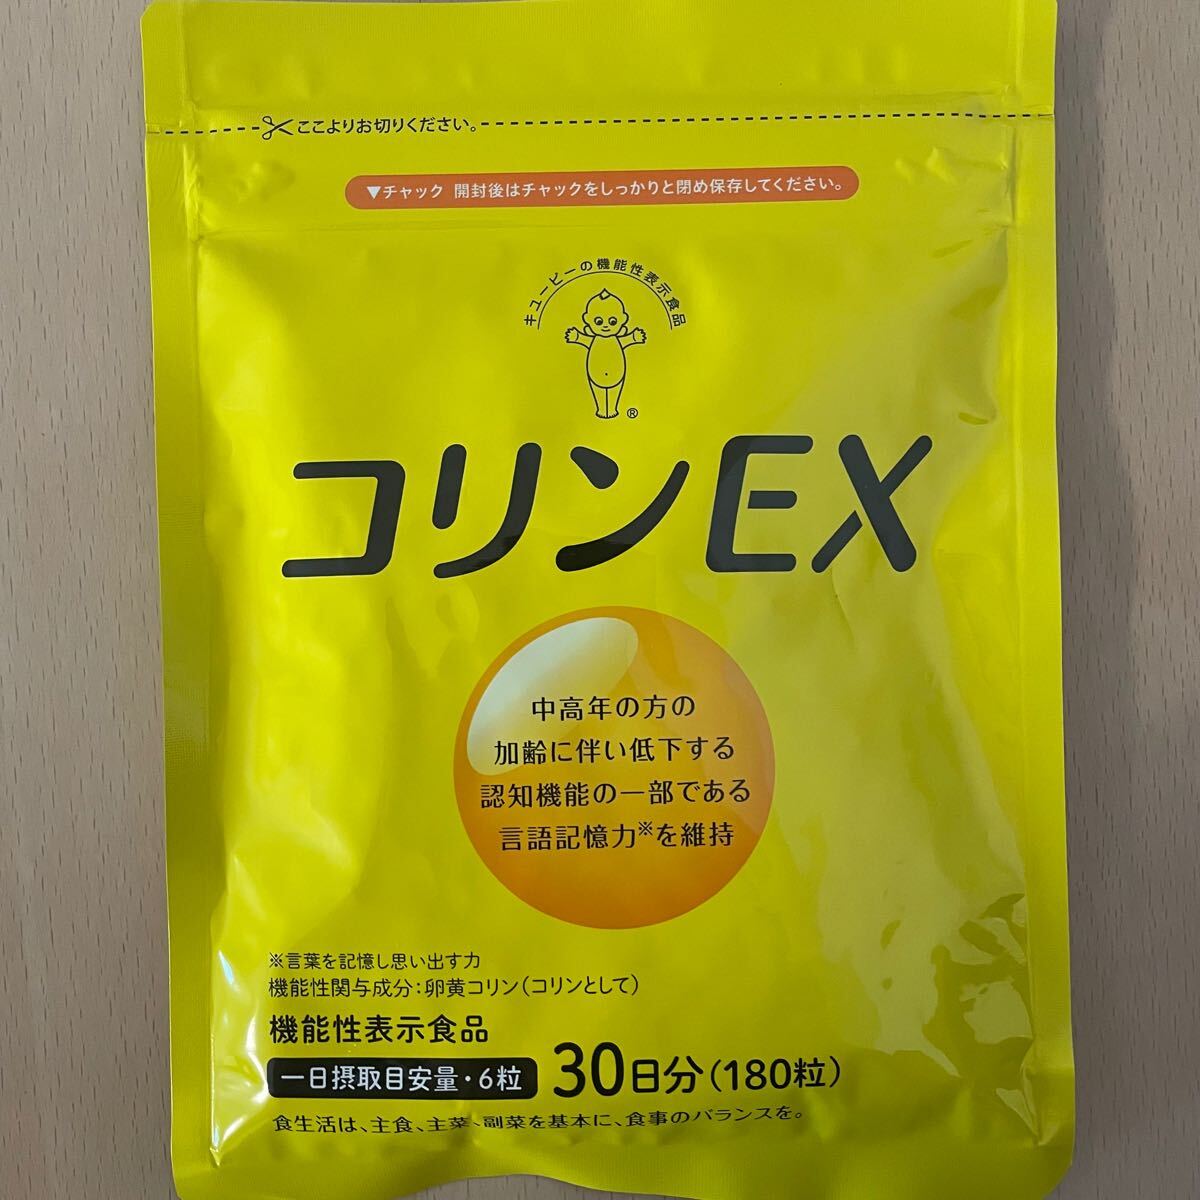 ここよりお切りください。
▼チャック 開封後はチャックをしっかりと閉め保存してください。
キユーピーの機能性表示食品
®
コリンEX
中高年の方の
加齢に伴い低下する
認知機能の一部である
言語記憶力※を維持
※言葉を記憶し思い出す力
機能性関与成分：卵黄コリン（コリンとして）
機能性表示食品
一日摂取目安量・6粒 30日分（180粒）
食生活は、主食、主菜、副菜を基本に、食事のバランスを。